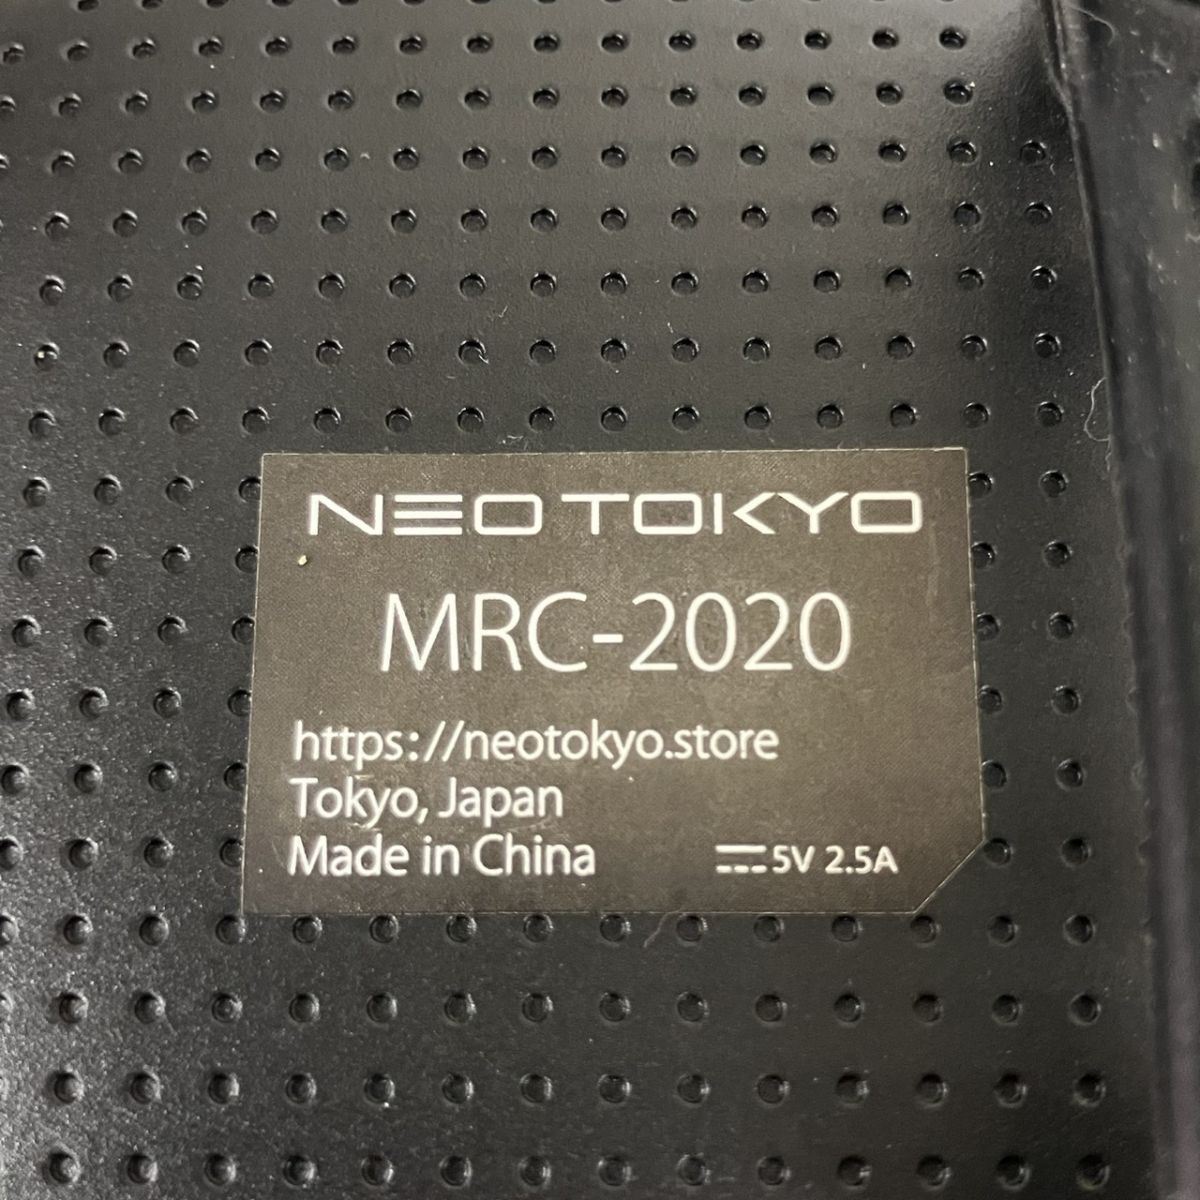 NEO TOKYO
MRC-2020
https://neotokyo.store
Tokyo, Japan
Made in China
⎓5V 2.5A